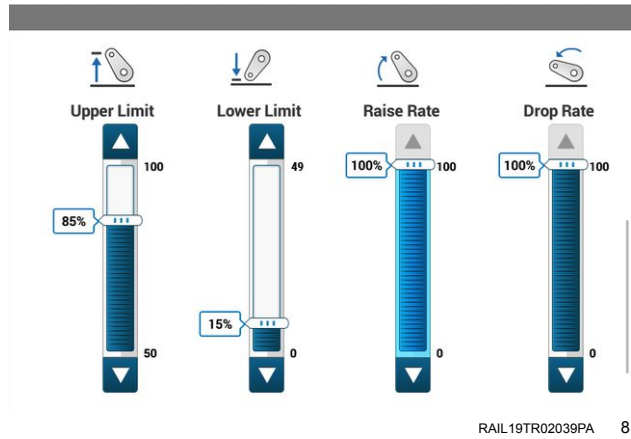 Upper Limit Lower Limit Raise Rate Drop Rate
100 49 100% 100 100% 100
85%
15%
50 0 0 0
RAIL19TR02039PA 8